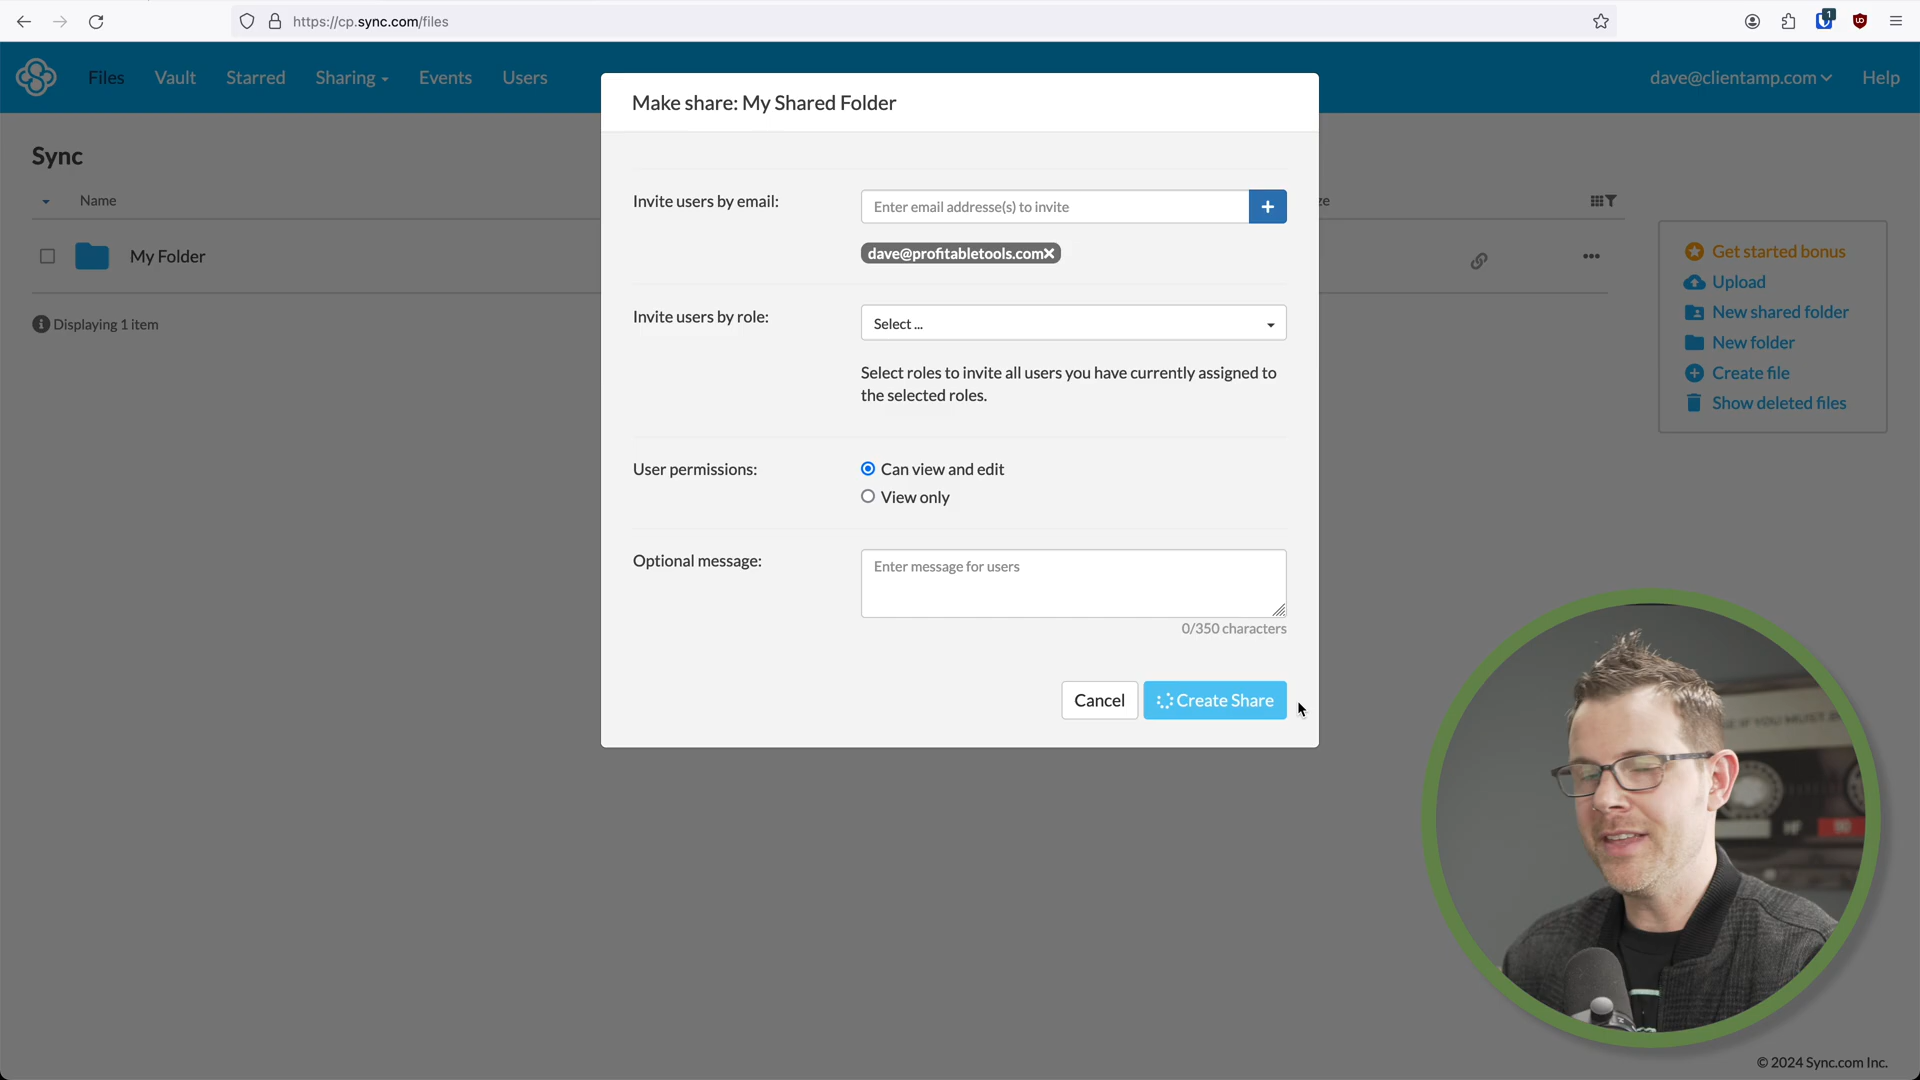 https://cp.sync.com/files
1
Files
Vault
Starred
Sharing
Events
Users
dave@clientamp.com
Help
Make share: My Shared Folder
Sync
Name
ze
Invite users by email:
Enter email addresse(s) to invite
+
dave@profitabletools.com
My Folder
Displaying 1 item
Invite users by role:
Select ...
Select roles to invite all users you have currently assigned to
the selected roles.
Get started bonus
Upload
New shared folder
New folder
Create file
Show deleted files
User permissions:
Can view and edit
View only
Optional message:
Enter message for users
0/350 characters
Cancel
Create Share
HF
© 2024 Sync.com Inc.